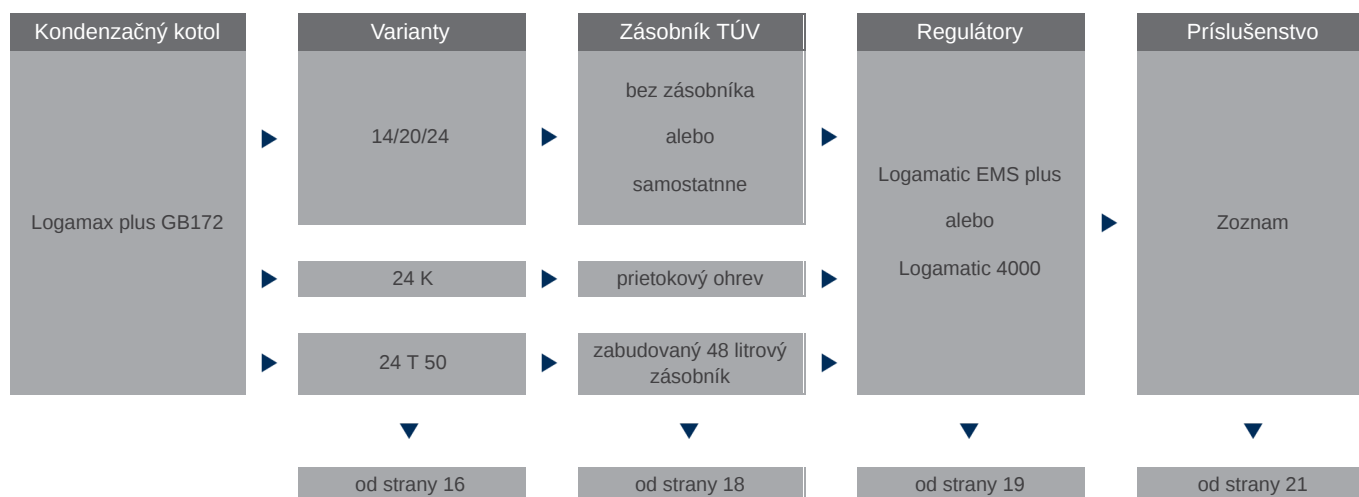 Kondenzačný kotol
Varianty
Zásobník TÚV
Regulátory
Príslušenstvo
Logamax plus GB172
14/20/24
bez zásobníka
alebo
samostatnne
Logamatic EMS plus
alebo
Logamatic 4000
Zoznam
24 K
prietokový ohrev
24 T 50
zabudovaný 48 litrový
zásobník
od strany 16
od strany 18
od strany 19
od strany 21